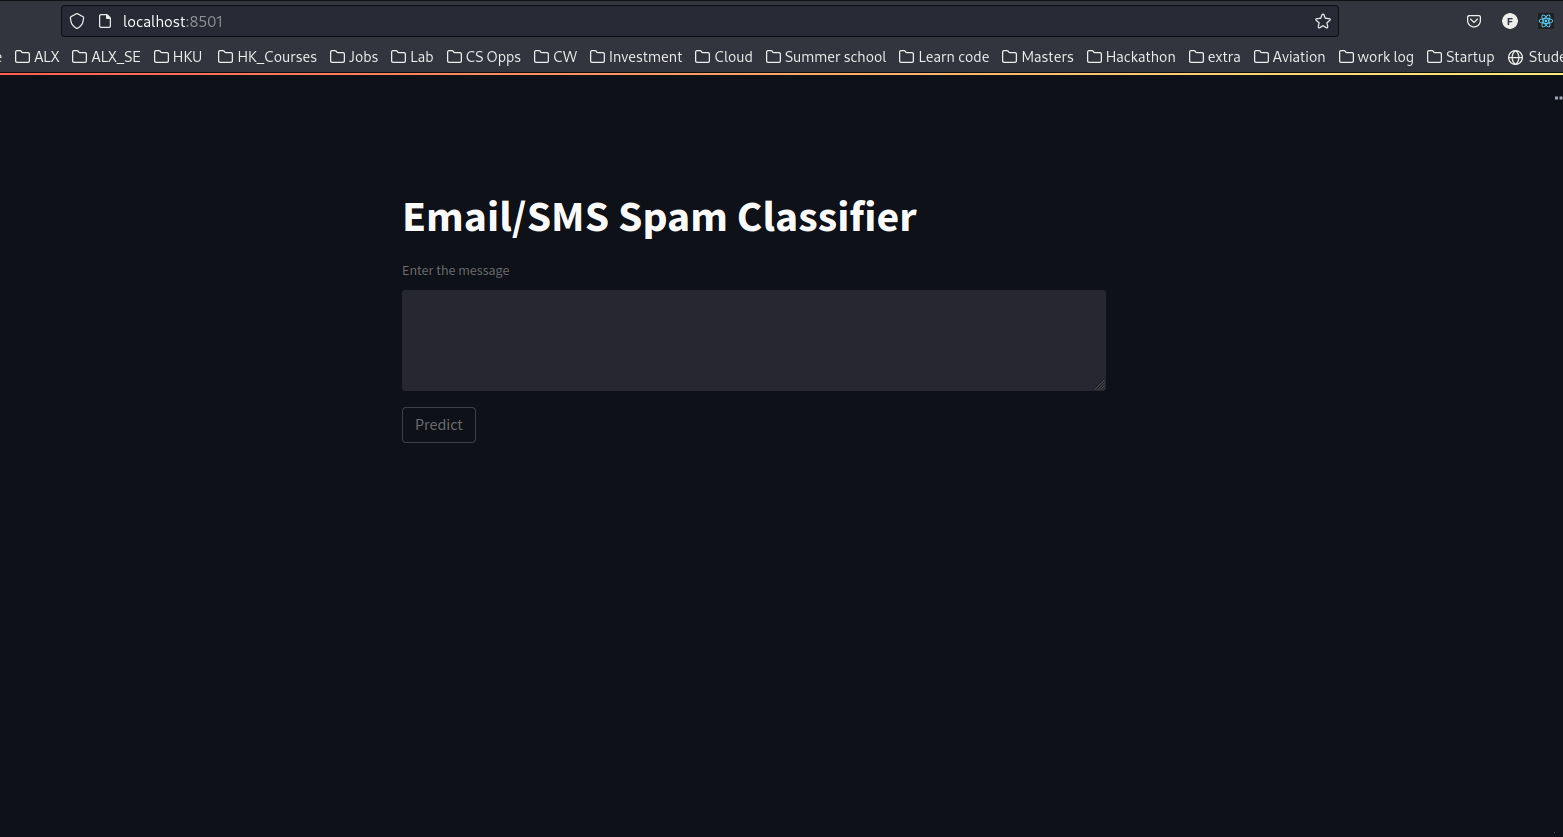 localhost:8501
F
ALX ALX_SE HKU HK_Courses Jobs Lab CS Opps CW Investment Cloud Summer school Learn code Masters Hackathon extra Aviation work log Startup
Email/SMS Spam Classifier
Enter the message
Predict